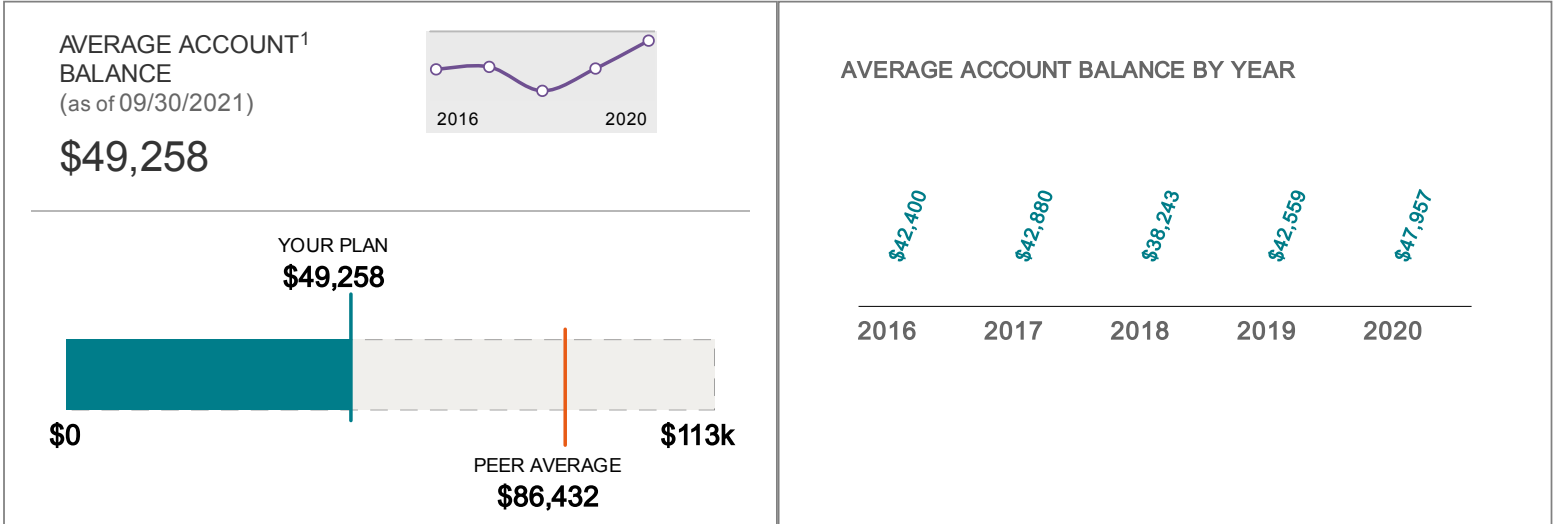 AVERAGE ACCOUNT¹
BALANCE
(as of 09/30/2021)
$49,258
2016 2020
YOUR PLAN
$49,258
$0 $113k
PEER AVERAGE
$86,432
AVERAGE ACCOUNT BALANCE BY YEAR
$42,400 $42,880 $38,243 $42,559 $47,957
2016 2017 2018 2019 2020